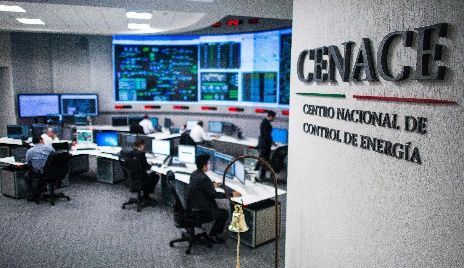 CENACE
CENTRO NACIONAL DE
CONTROL DE ENERGÍA